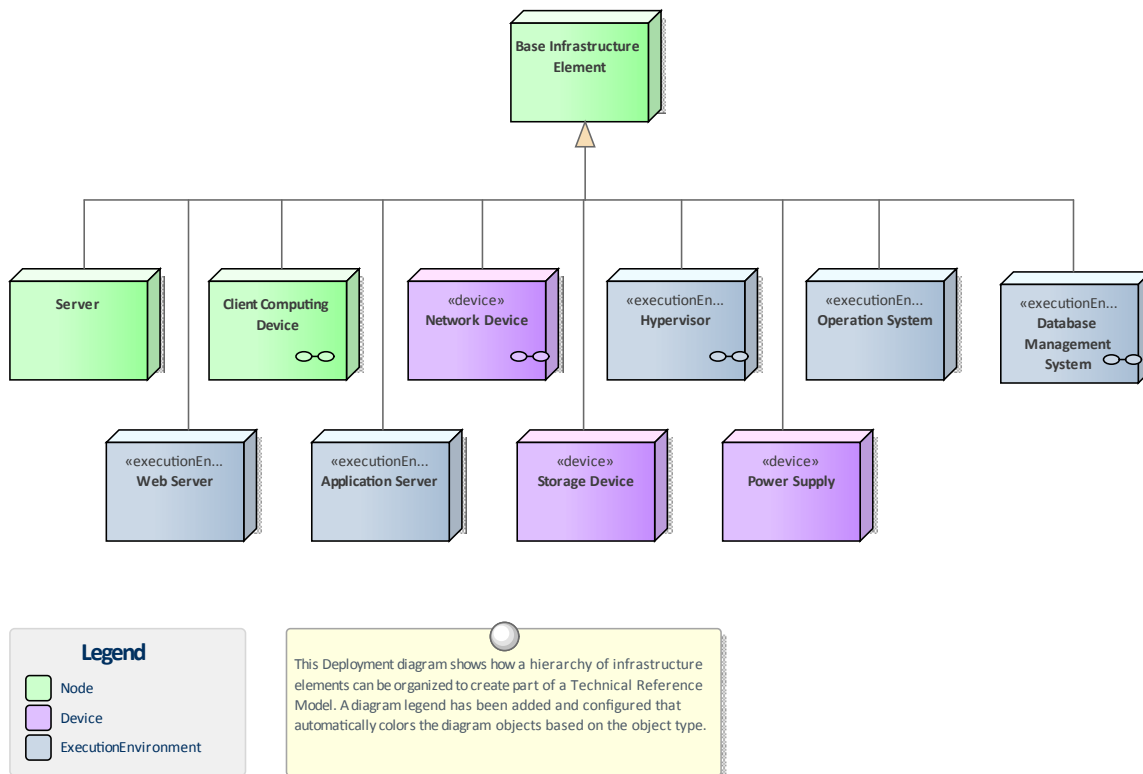 Base Infrastructure
Element
Server
Client Computing
Device
«device»
Network Device
«executionEn...
Hypervisor
«executionEn...
Operation System
«executionEn...
Database
Management
System
«executionEn...
Web Server
«executionEn...
Application Server
«device»
Storage Device
«device»
Power Supply
Legend
Node
Device
ExecutionEnvironment
This Deployment diagram shows how a hierarchy of infrastructure
elements can be organized to create part of a Technical Reference
Model. A diagram legend has been added and configured that
automatically colors the diagram objects based on the object type.